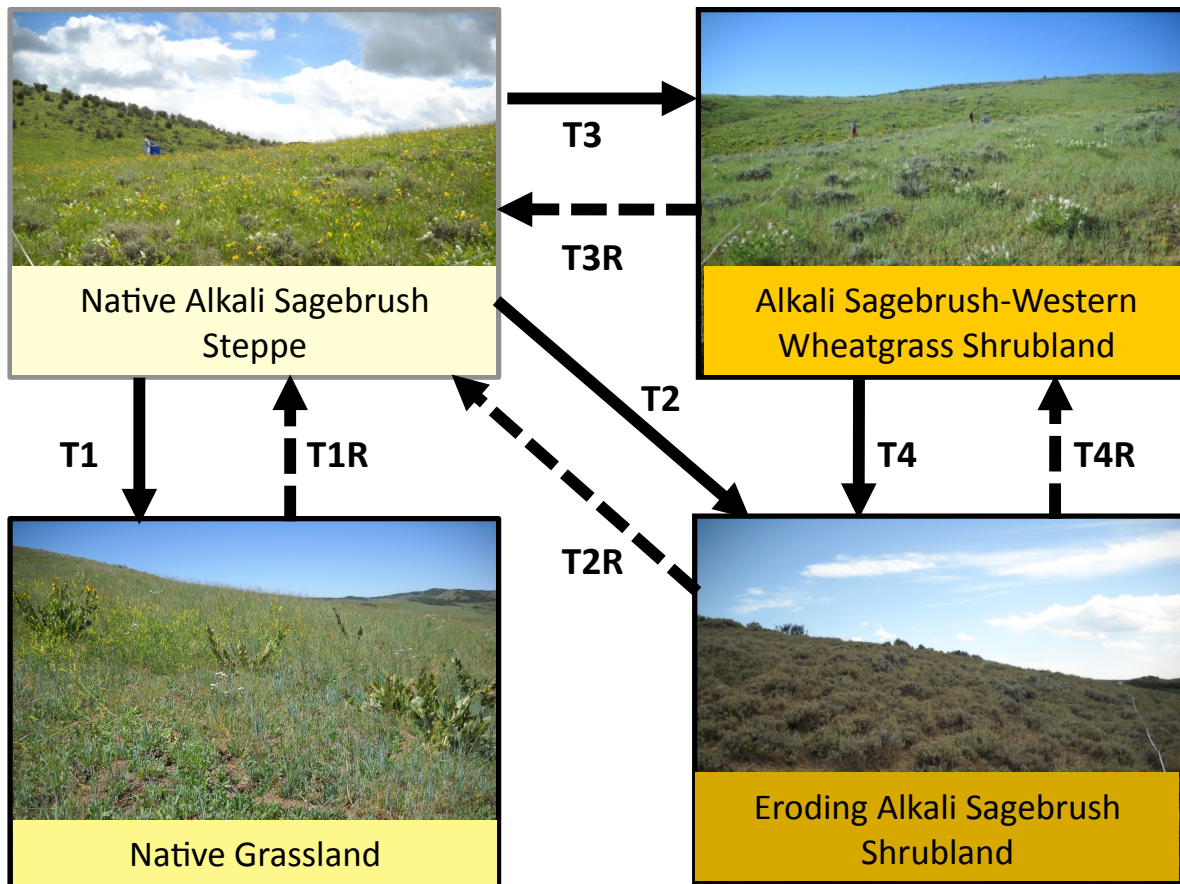 T3
T3R
Native Alkali Sagebrush
Steppe
Alkali Sagebrush-Western
Wheatgrass Shrubland
T2
T1
T1R
T4
T4R
T2R
Native Grassland
Eroding Alkali Sagebrush
Shrubland